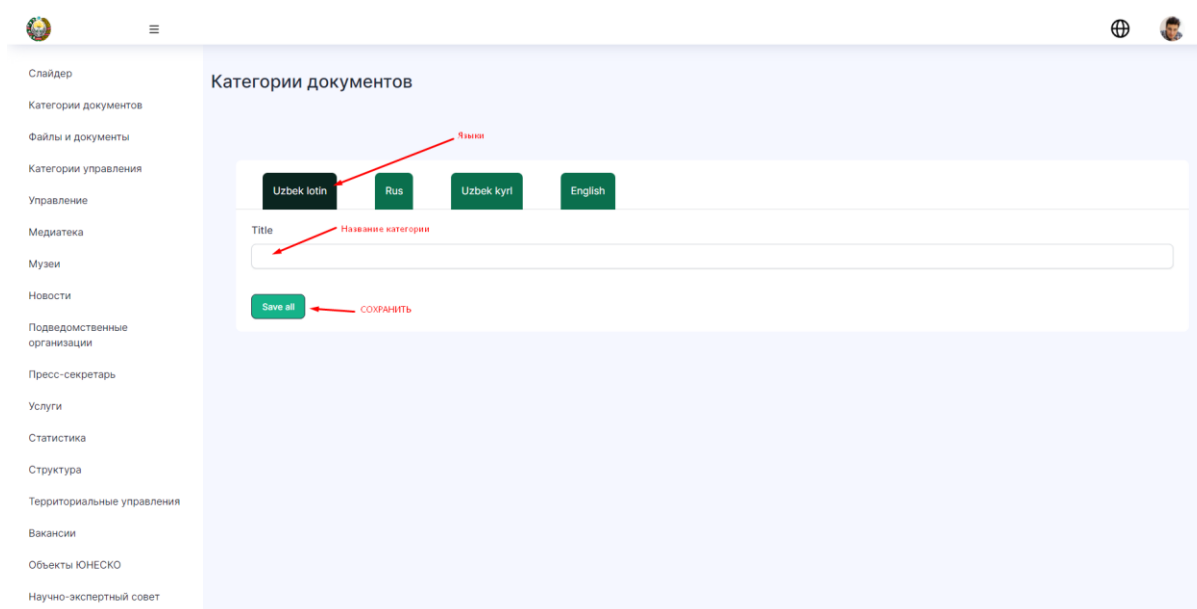 Слайдер
Категории документов
Файлы и документы
Категории управления
Управление
Медиатека
Музеи
Новости
Подведомственные
организации
Пресс-секретарь
Услуги
Статистика
Структура
Территориальные управления
Вакансии
Объекты ЮНЕСКО
Научно-экспертный совет
Категории документов
Языки
Uzbek lotin Rus Uzbek kyrl English
Title
Название категории
Save all
СОХРАНИТЬ